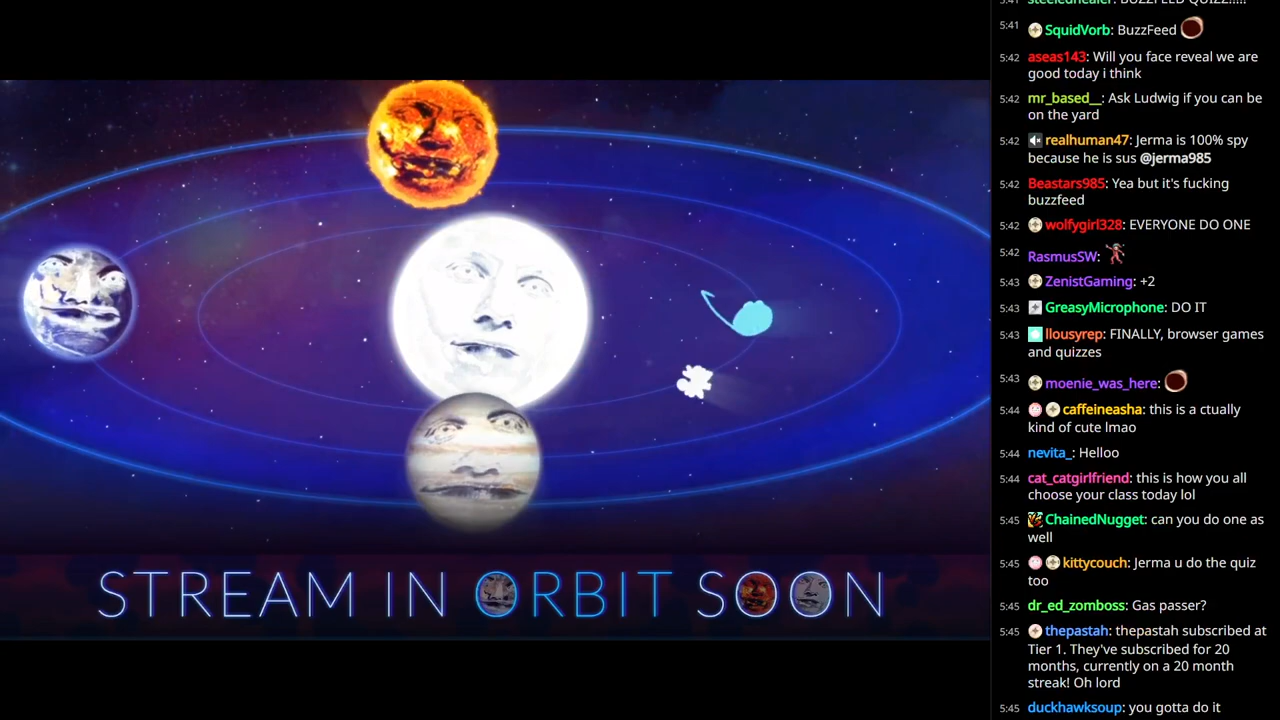 STREAM IN ORBIT SOON
5:41 steeledhealer: BUZZFEED QUIZZ!!!!!
5:41 SquidVorb: BuzzFeed
5:42 aseas143: Will you face reveal we are
good today i think
5:42 mr_based__: Ask Ludwig if you can be
on the yard
5:42 realhuman47: Jerma is 100% spy
because he is sus @jerma985
5:42 Beastars985: Yea but it's fucking
buzzfeed
5:42 wolfygirl328: EVERYONE DO ONE
5:42 RasmusSW:
5:43 ZenistGaming: +2
5:43 GreasyMicrophone: DO IT
5:43 llousyrep: FINALLY, browser games
and quizzes
5:43 moenie_was_here:
5:44 caffeineasha: this is a ctually
kind of cute lmao
5:44 nevita_: Helloo
5:44 cat_catgirlfriend: this is how you all
choose your class today lol
5:45 ChainedNugget: can you do one as
well
5:45 kittycouch: Jerma u do the quiz
too
5:45 dr_ed_zomboss: Gas passer?
5:45 thepastah: thepastah subscribed at
Tier 1. They've subscribed for 20
months, currently on a 20 month
streak! Oh lord
5:45 duckhawksoup: you gotta do it